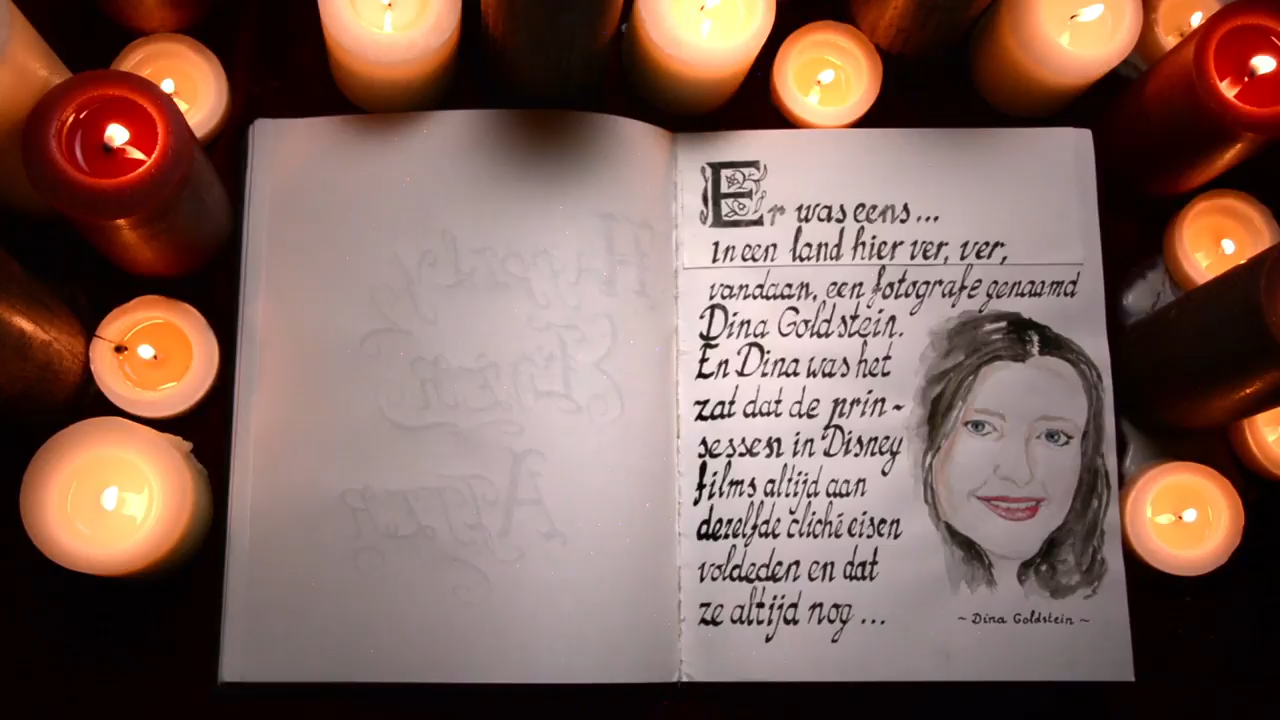 Er was eens...
in een land hier ver, ver,
vandaan, een fotografe genaamd
Dina Goldstein.
En Dina was het
zat dat de prin~
sessen in Disney
films altijd aan
dezelfde cliché eisen
voldeden en dat
ze altijd nog...
~ Dina Goldstein ~